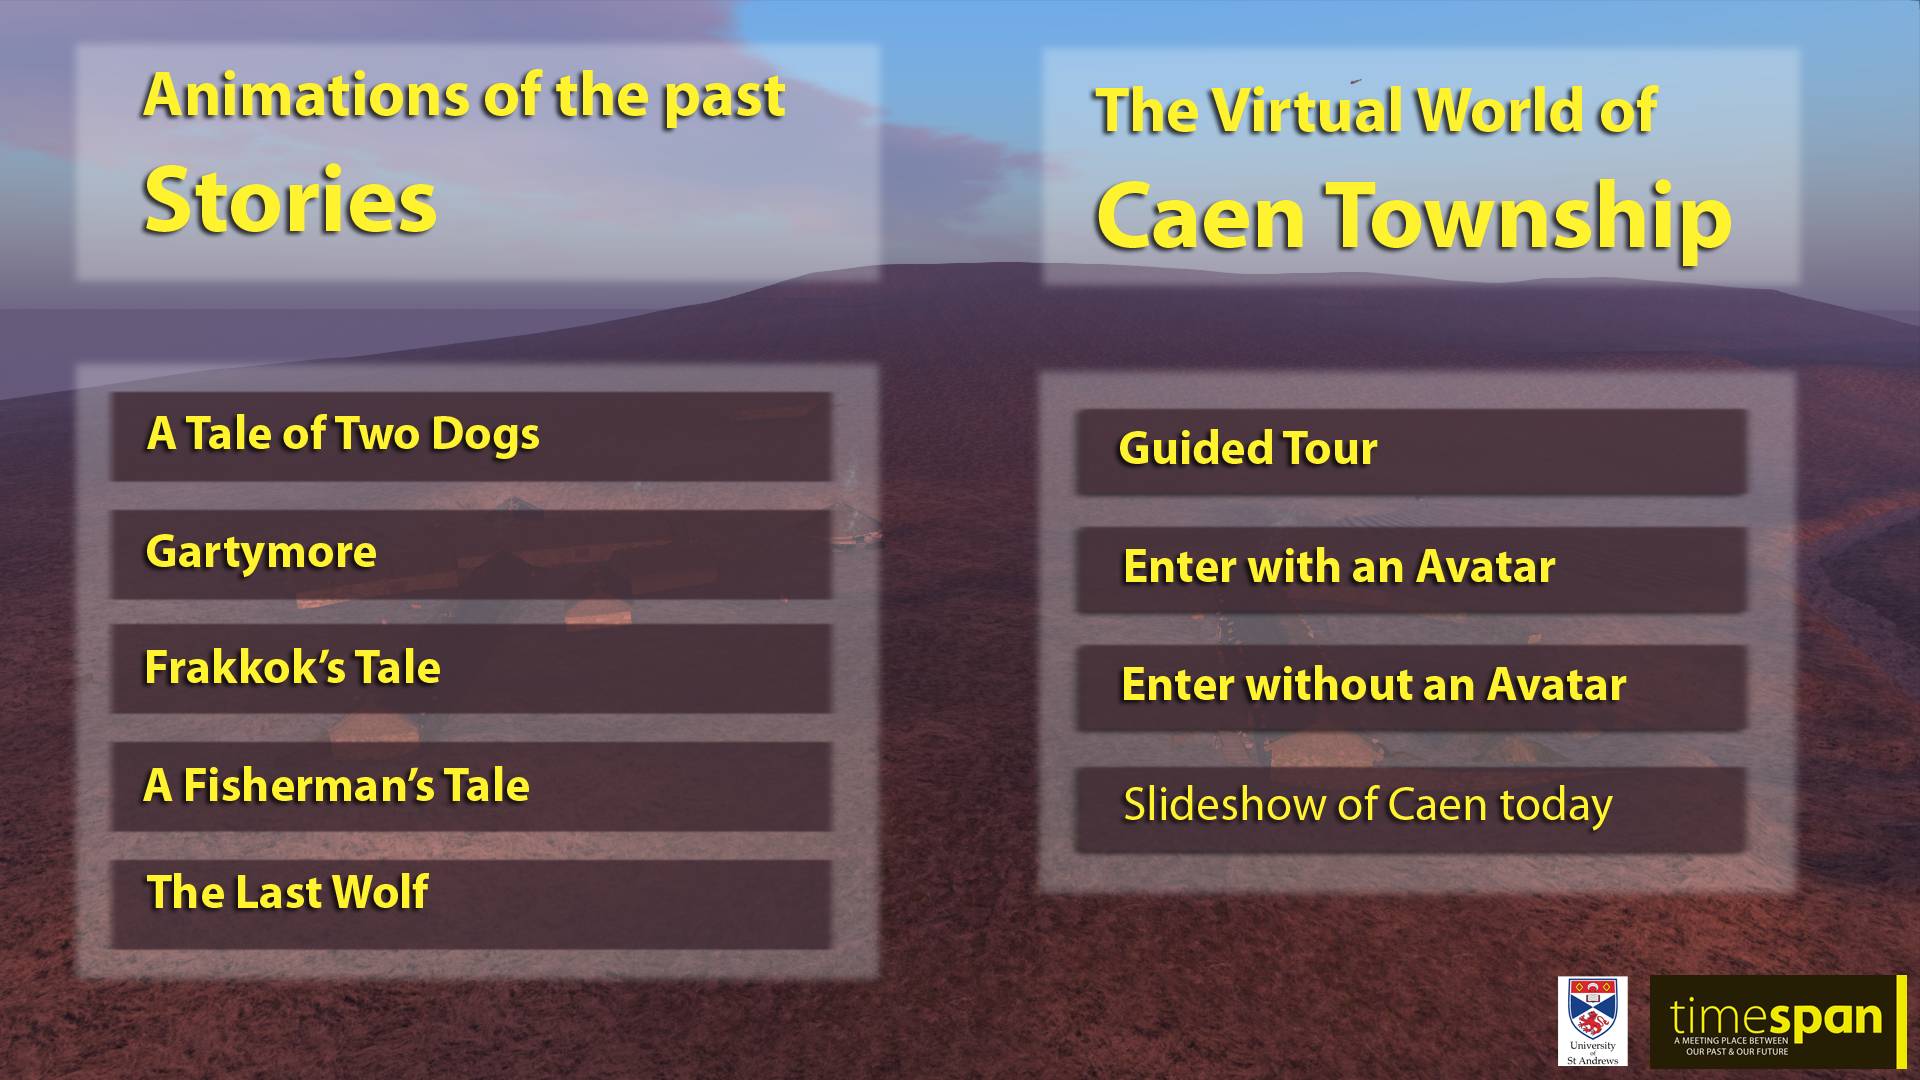 Animations of the past
Stories
A Tale of Two Dogs
Gartymore
Frakkok’s Tale
A Fisherman’s Tale
The Last Wolf
The Virtual World of
Caen Township
Guided Tour
Enter with an Avatar
Enter without an Avatar
Slideshow of Caen today
University
of
St Andrews
timespan
A MEETING PLACE BETWEEN
OUR PAST & OUR FUTURE